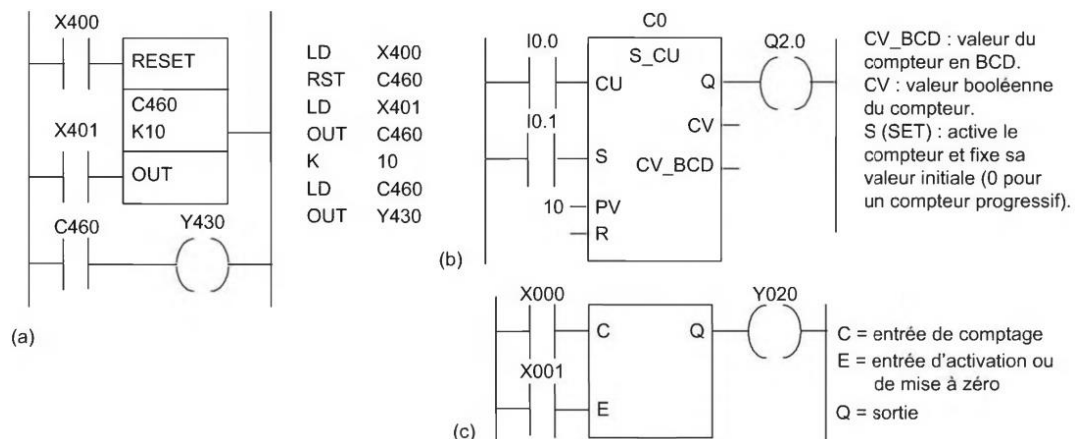 X400
RESET
C460
K10
X401
OUT
C460
Y430
(a)
LD X400
RST C460
LD X401
OUT C460
K 10
LD C460
OUT Y430
C0
I0.0
S_CU
Q2.0
CU
Q
I0.1
CV
S
CV_BCD
10
PV
R
(b)
CV_BCD : valeur du
compteur en BCD.
CV : valeur booléenne
du compteur.
S (SET) : active le
compteur et fixe sa
valeur initiale (0 pour
un compteur progressif).
X000
Y020
C
Q
X001
E
(c)
C = entrée de comptage
E = entrée d'activation ou
de mise à zéro
Q = sortie